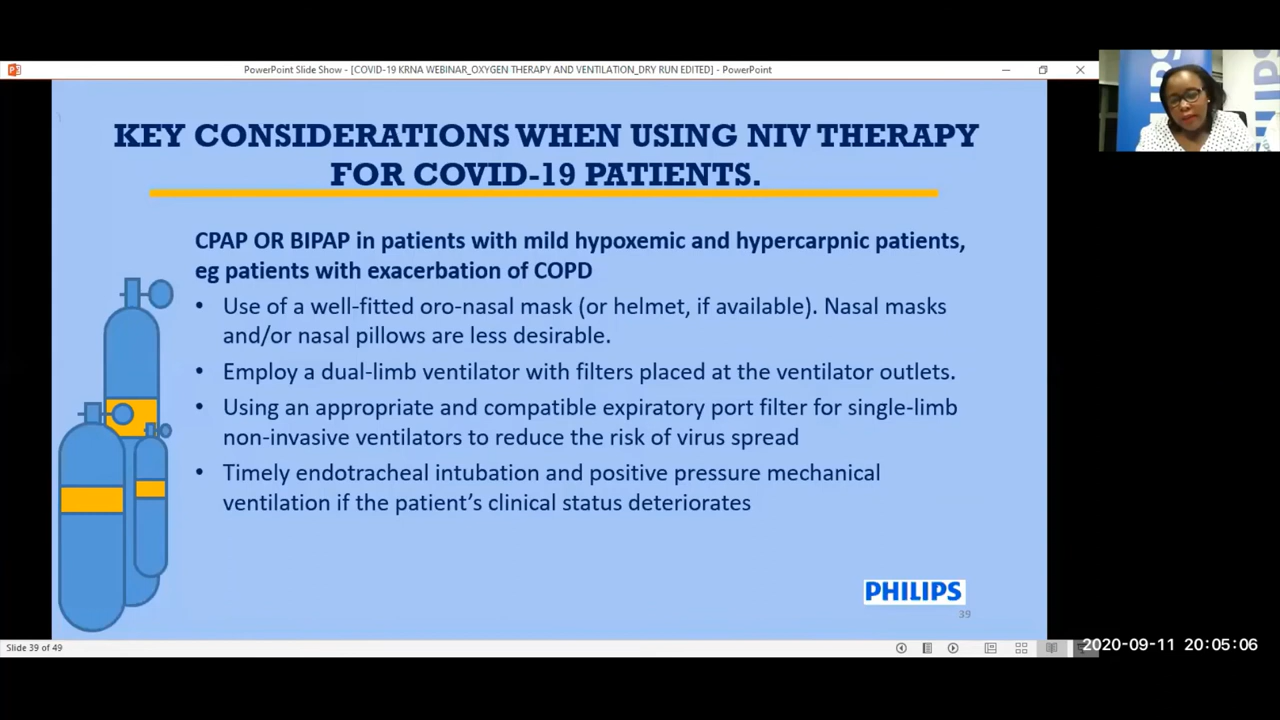 PowerPoint Slide Show - [COVID-19 KRNA WEBINAR_OXYGEN THERAPY AND VENTILATION_DRY RUN EDITED] - PowerPoint
KEY CONSIDERATIONS WHEN USING NIV THERAPY
FOR COVID-19 PATIENTS.
CPAP OR BIPAP in patients with mild hypoxemic and hypercarpnic patients,
eg patients with exacerbation of COPD
• Use of a well-fitted oro-nasal mask (or helmet, if available). Nasal masks
and/or nasal pillows are less desirable.
• Employ a dual-limb ventilator with filters placed at the ventilator outlets.
• Using an appropriate and compatible expiratory port filter for single-limb
non-invasive ventilators to reduce the risk of virus spread
• Timely endotracheal intubation and positive pressure mechanical
ventilation if the patient's clinical status deteriorates
PHILIPS
39
Slide 39 of 49
2020-09-11 20:05:06